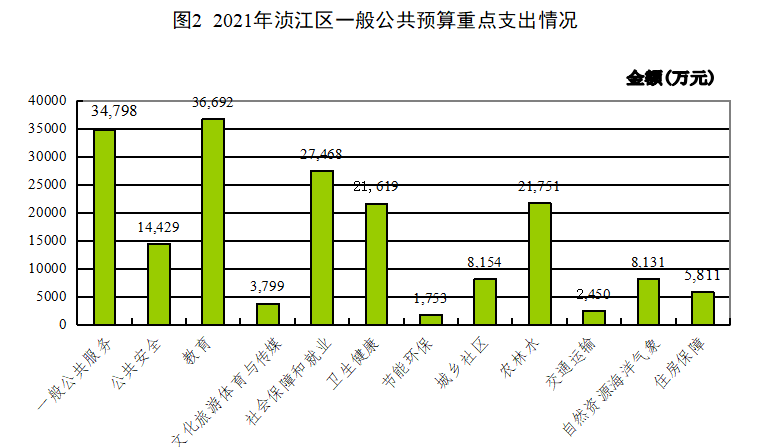 图2 2021年浈江区一般公共预算重点支出情况
金额(万元)
40000
35000
30000
25000
20000
15000
10000
5000
0
34,798
14,429
36,692
3,799
27,468
21,619
1,753
8,154
21,751
2,450
8,131
5,811
一般公共服务
公共安全
教育
文化旅游体育与传媒
社会保障和就业
卫生健康
节能环保
城乡社区
农林水
交通运输
自然资源海洋气象
住房保障